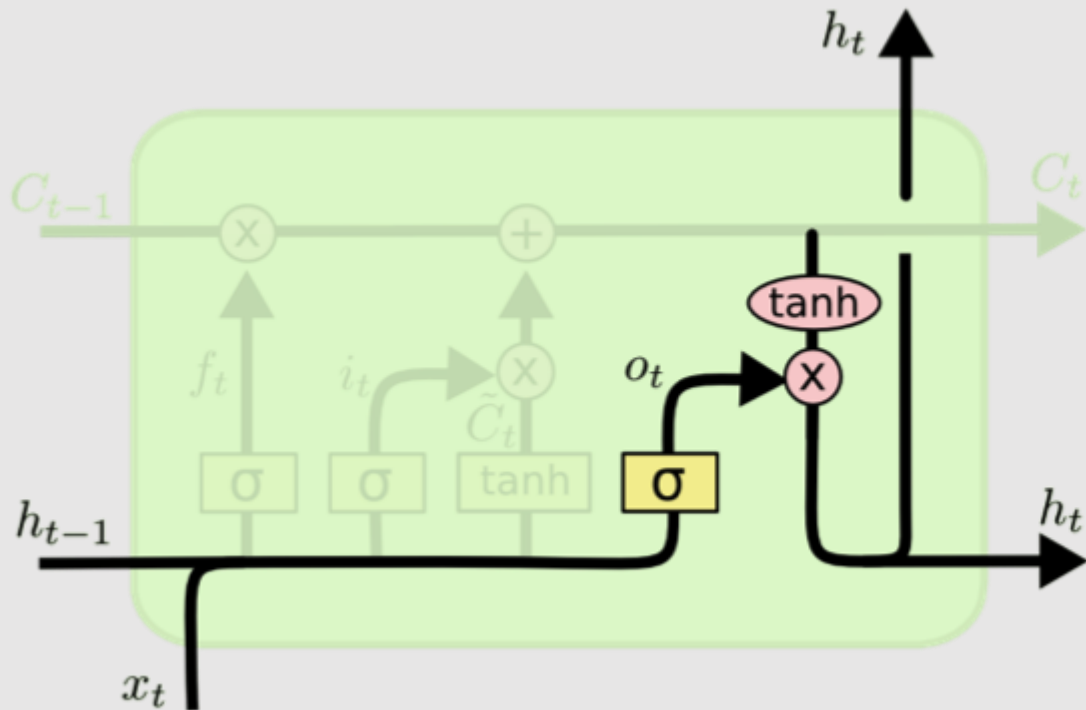 h_t
C_{t-1}
C_t
x
+
tanh
f_t
i_t
x
o_t
x
C̃_t
σ
σ
tanh
σ
h_{t-1}
h_t
x_t